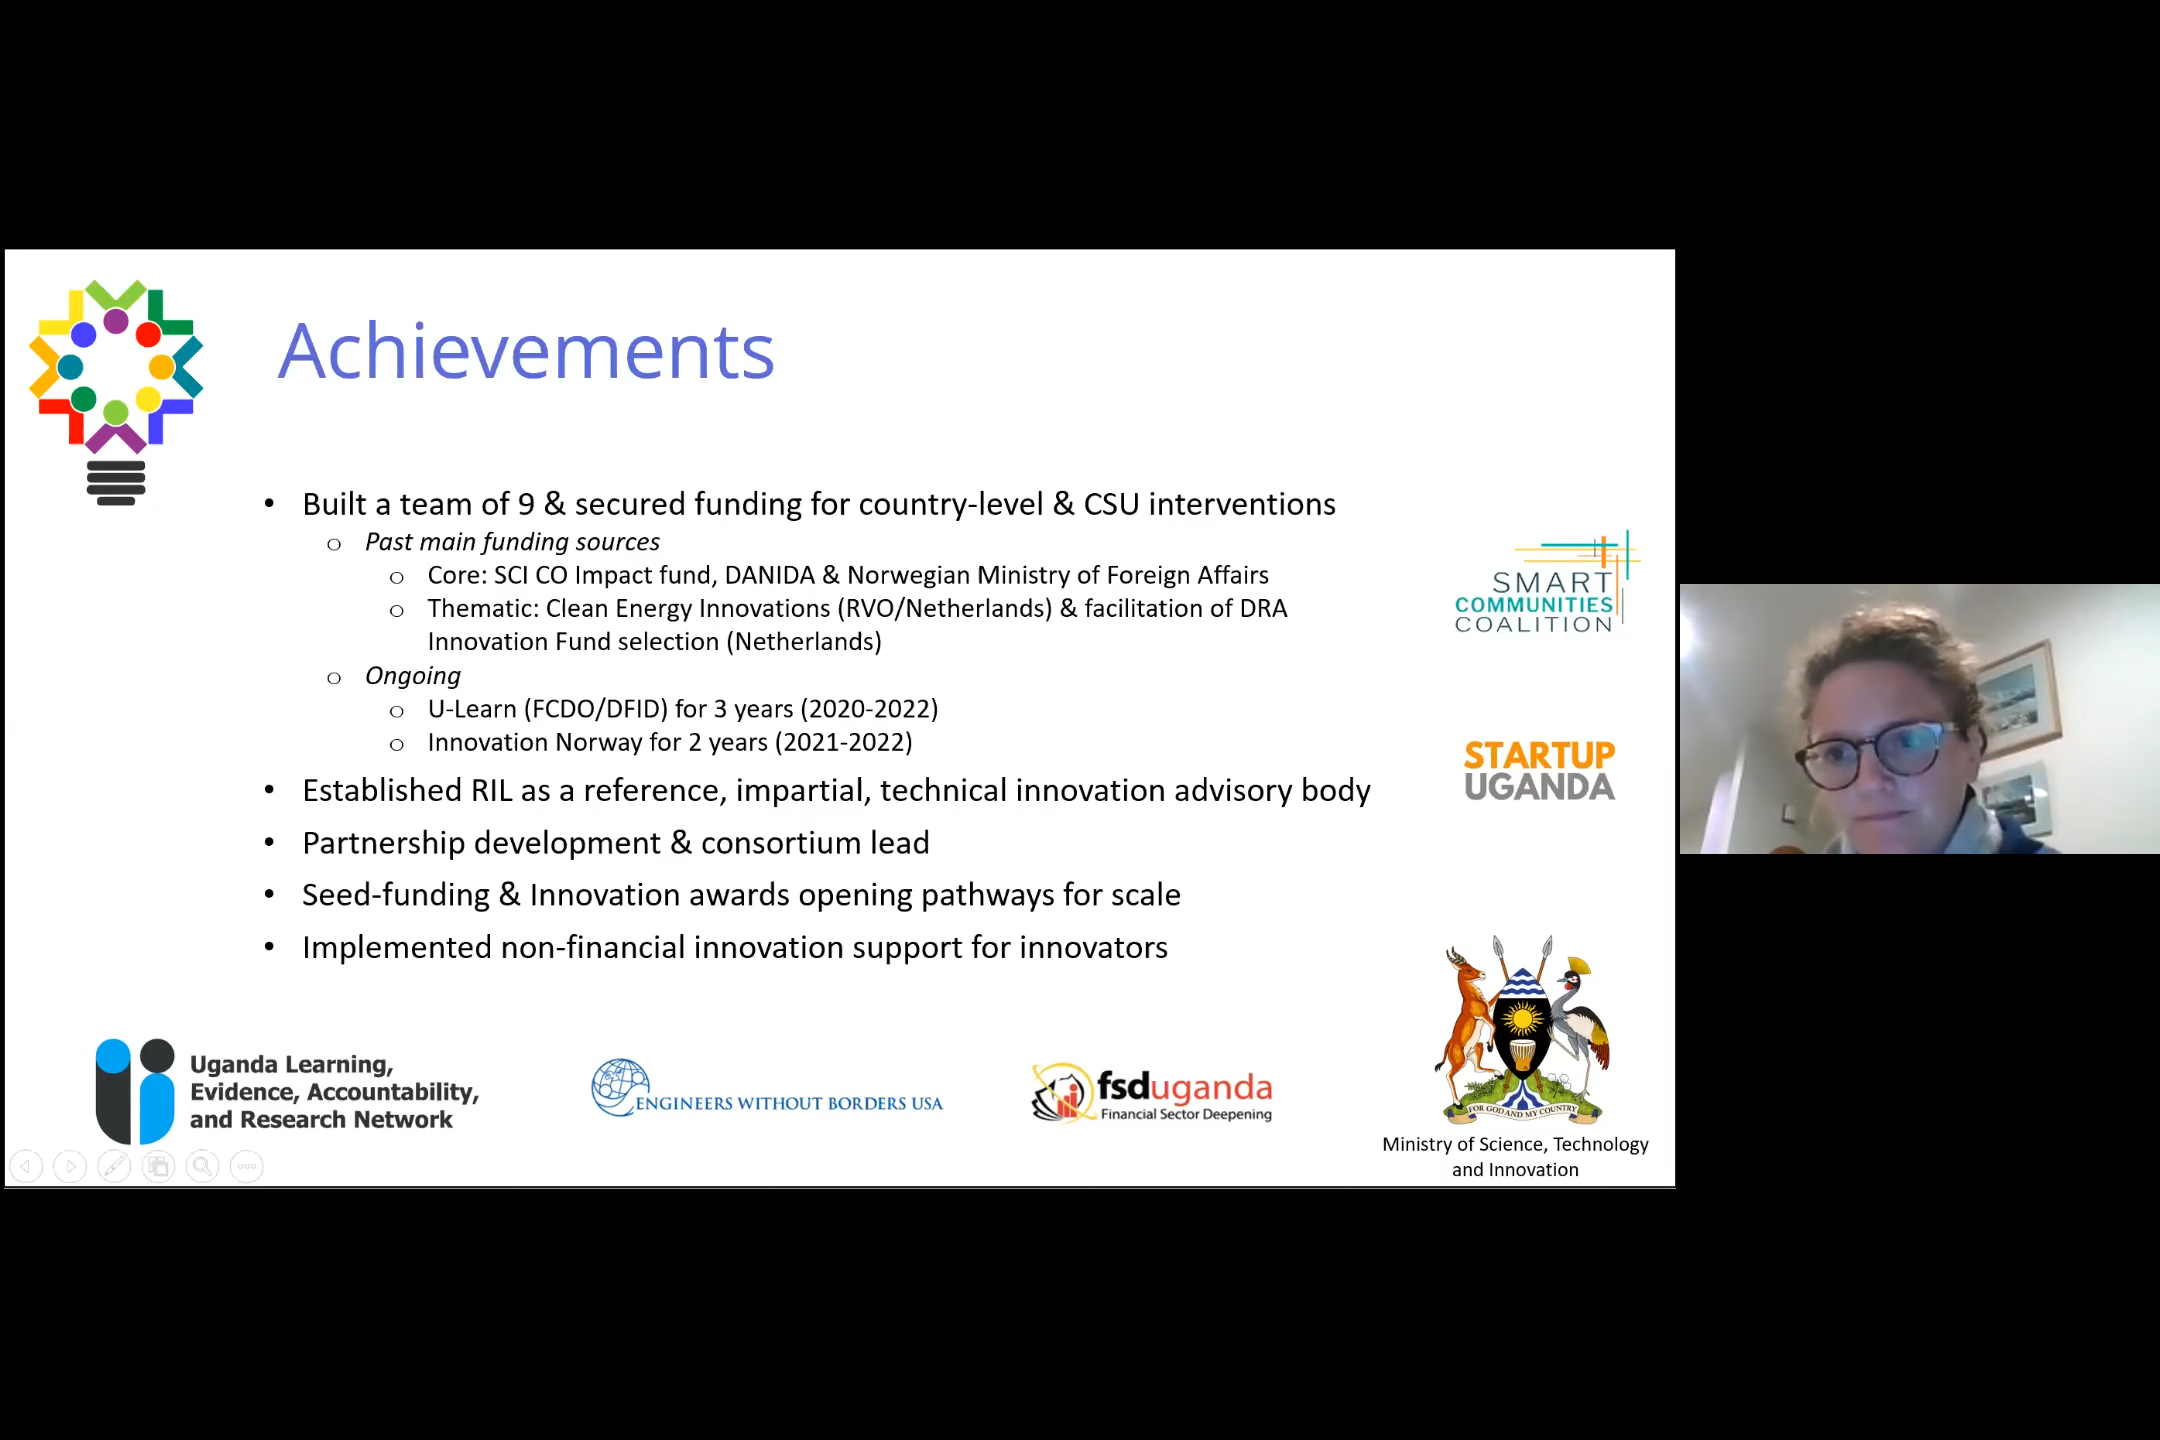 Achievements
• Built a team of 9 & secured funding for country-level & CSU interventions
o Past main funding sources
o Core: SCI CO Impact fund, DANIDA & Norwegian Ministry of Foreign Affairs
o Thematic: Clean Energy Innovations (RVO/Netherlands) & facilitation of DRA
Innovation Fund selection (Netherlands)
o Ongoing
o U-Learn (FCDO/DFID) for 3 years (2020-2022)
o Innovation Norway for 2 years (2021-2022)
• Established RIL as a reference, impartial, technical innovation advisory body
• Partnership development & consortium lead
• Seed-funding & Innovation awards opening pathways for scale
• Implemented non-financial innovation support for innovators
SMART
COMMUNITIES
COALITION
STARTUP
UGANDA
FOR GOD AND MY COUNTRY
Ministry of Science, Technology
and Innovation
Uganda Learning,
Evidence, Accountability,
and Research Network
ENGINEERS WITHOUT BORDERS USA
fsduganda
Financial Sector Deepening